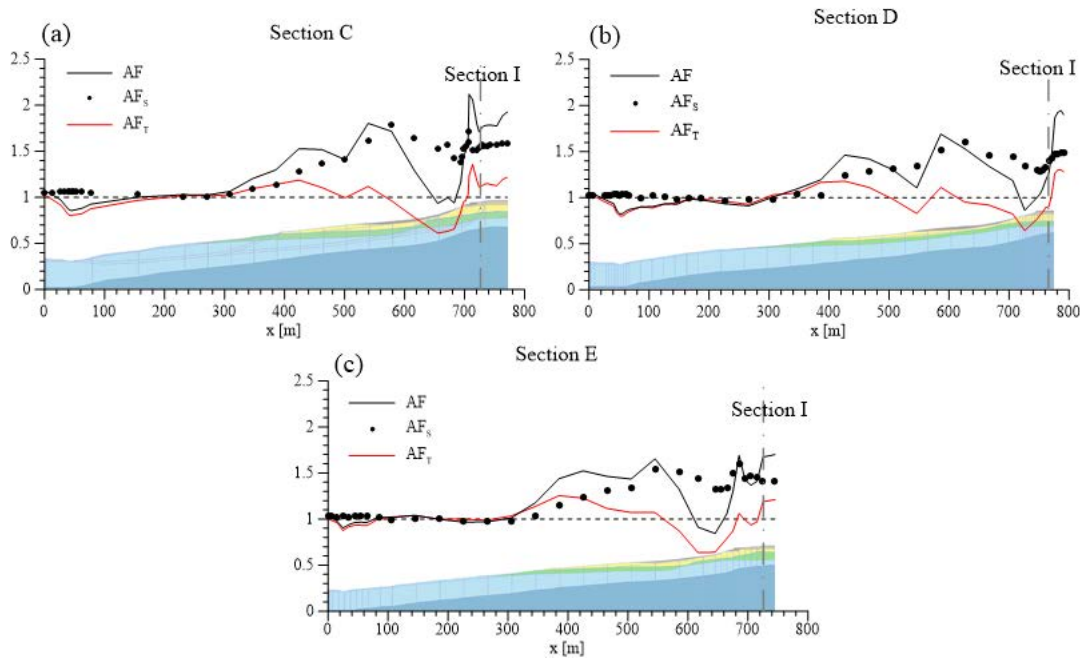 (a)
Section C
2.5
2
1.5
1
0.5
0
AF
AFs
AFT
Section I
0 100 200 300 400 500 600 700 800
x [m]
(b)
Section D
2.5
2
1.5
1
0.5
0
AF
AFs
AFT
Section I
0 100 200 300 400 500 600 700 800
x [m]
(c)
Section E
2.5
2
1.5
1
0.5
0
AF
AFs
AFT
Section I
0 100 200 300 400 500 600 700 800
x [m]